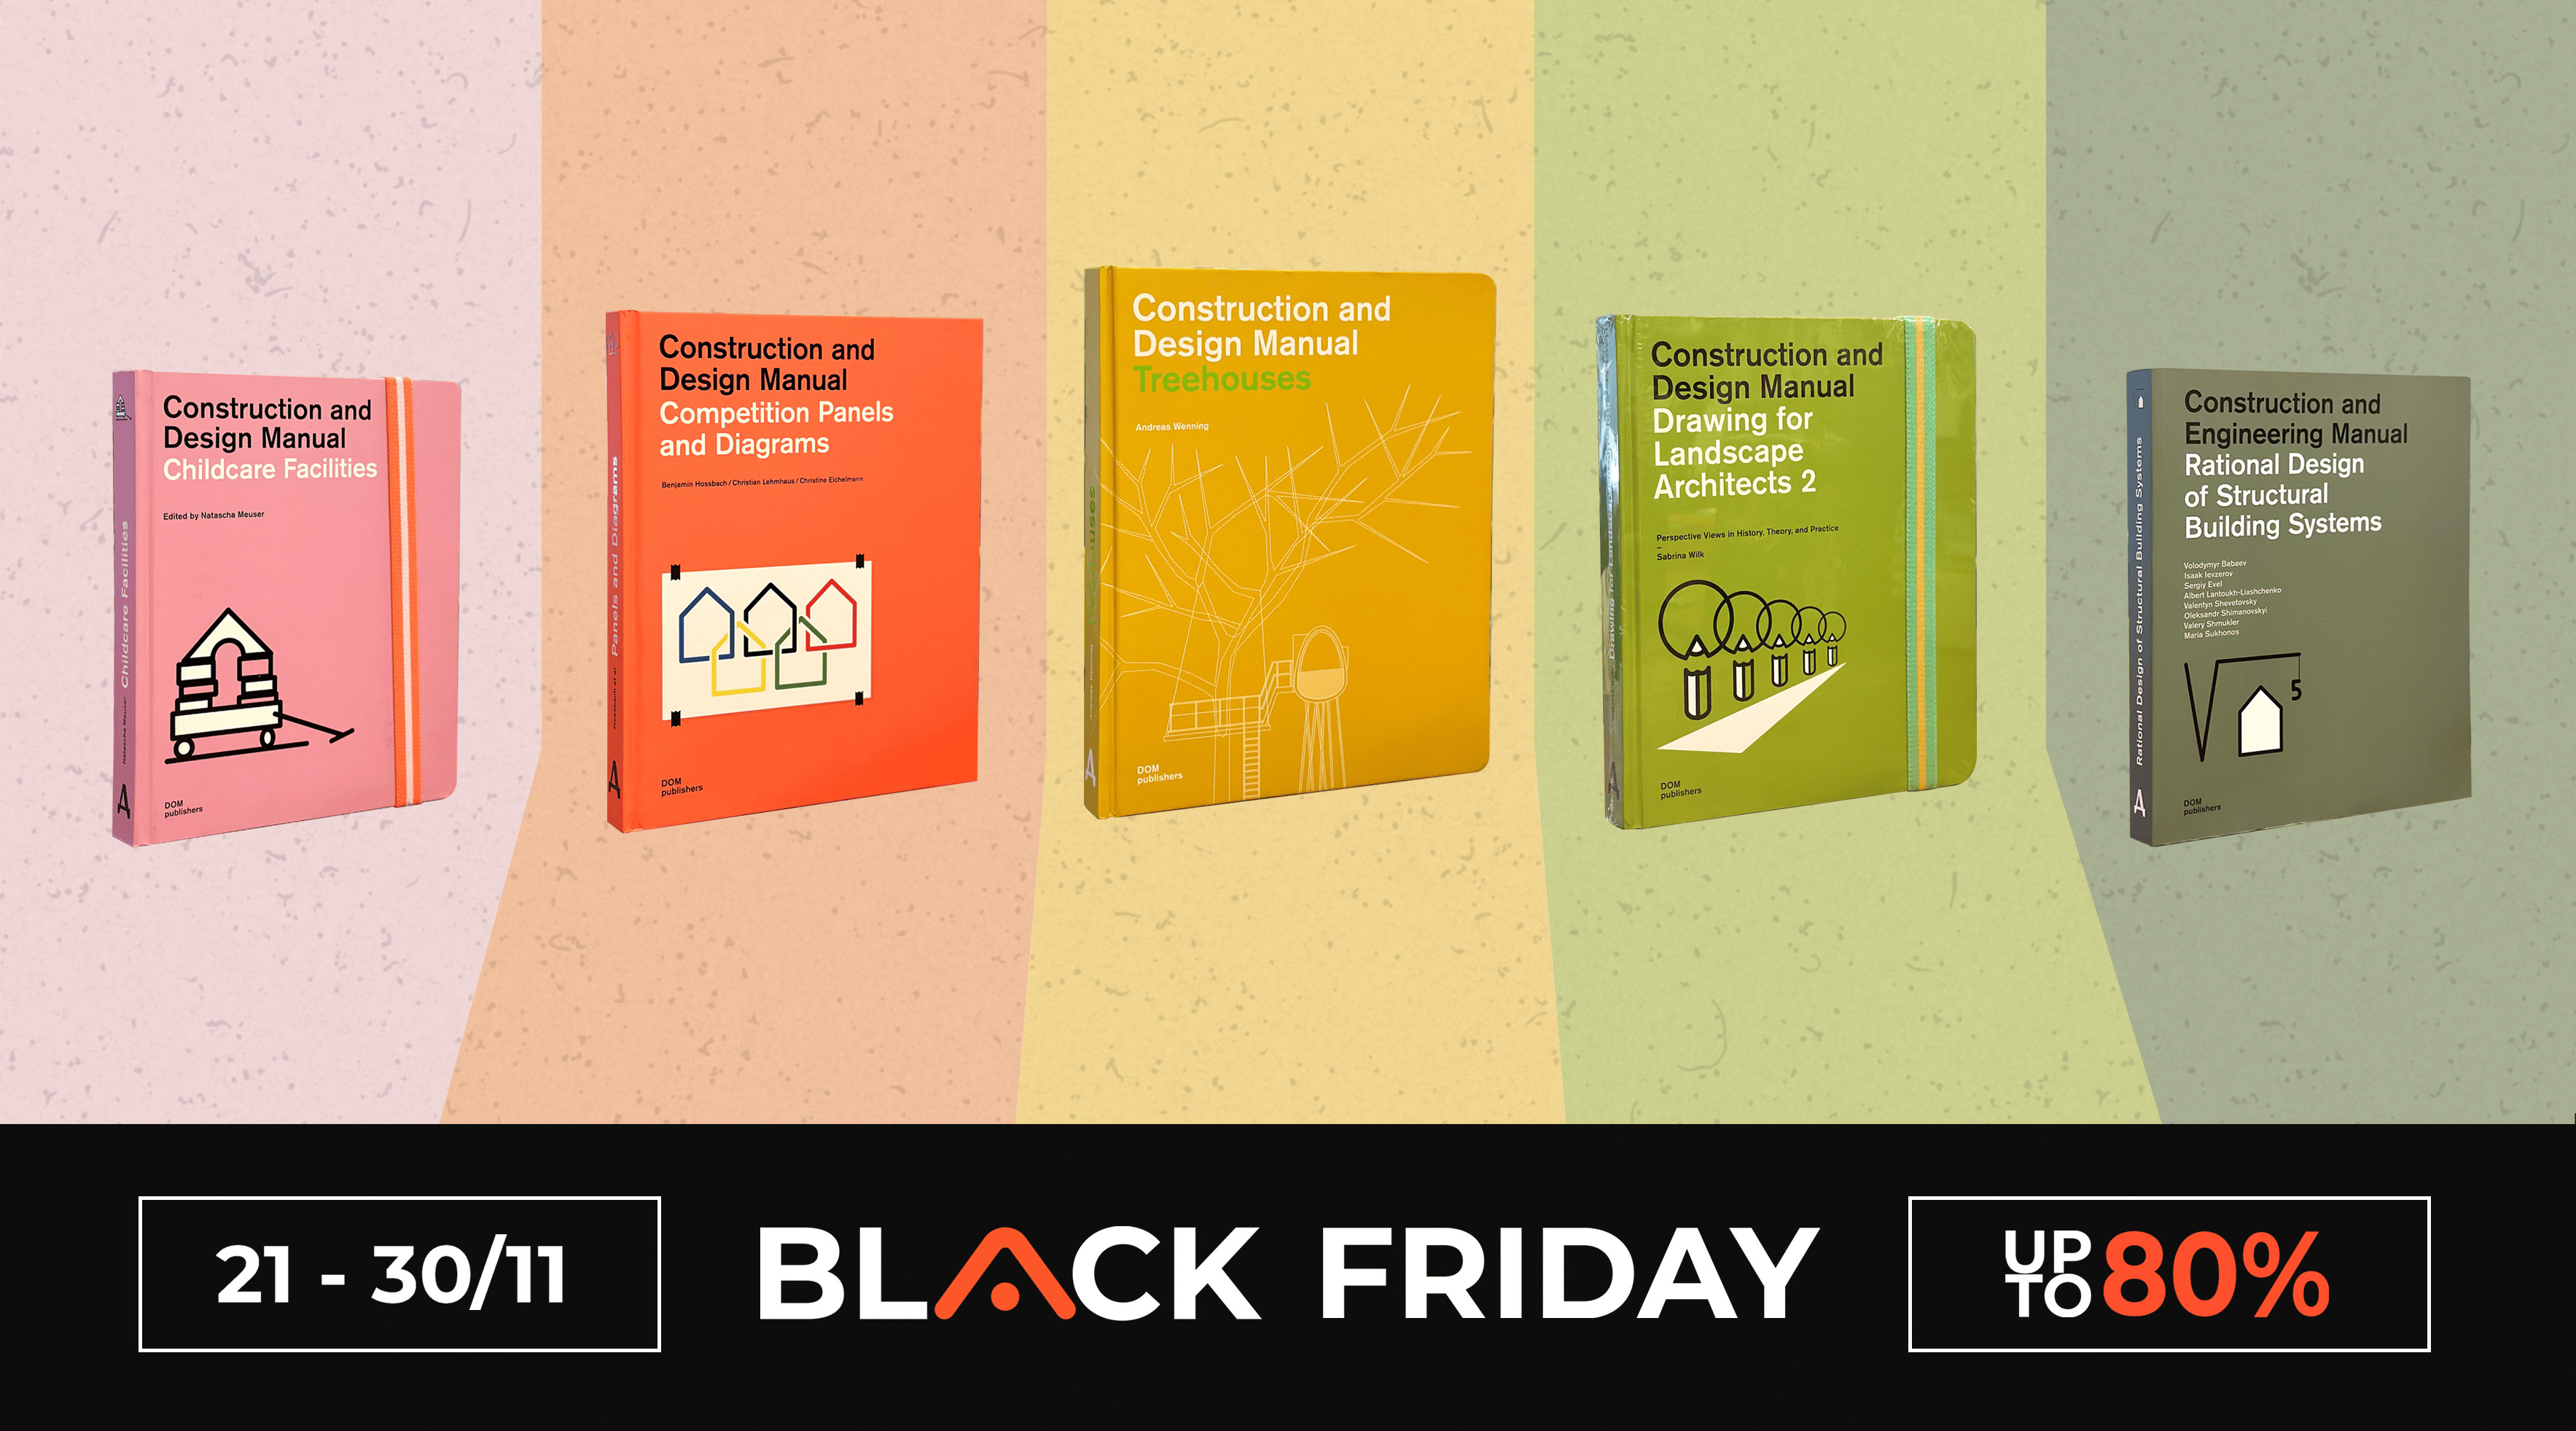 Childcare Facilities
Natascha Meuser
Construction and
Design Manual
Childcare Facilities
Edited by Natascha Meuser
DOM
publishers
Panels and Diagrams
Construction and
Design Manual
Competition Panels
and Diagrams
Benjamin Hossbach / Christian Lehmhaus / Christine Eichelmann
DOM
publishers
Construction and
Design Manual
Treehouses
Andreas Wenning
DOM
publishers
Construction and
Design Manual
Drawing for
Landscape
Architects 2
Perspective Views in History, Theory, and Practice
–
Sabrina Wilk
DOM
publishers
Rational Design of Structural Building Systems
Construction and
Engineering Manual
Rational Design
of Structural
Building Systems
Volodymyr Babaev
Isaak Ievzerov
Sergiy Evel
Albert Lantoukh-Liashchenko
Valentyn Shevetovsky
Oleksandr Shimanovskyi
Valery Shmukler
Maria Sukhonos
5
DOM
publishers
21 - 30/11
BLACK FRIDAY
UP TO 80%